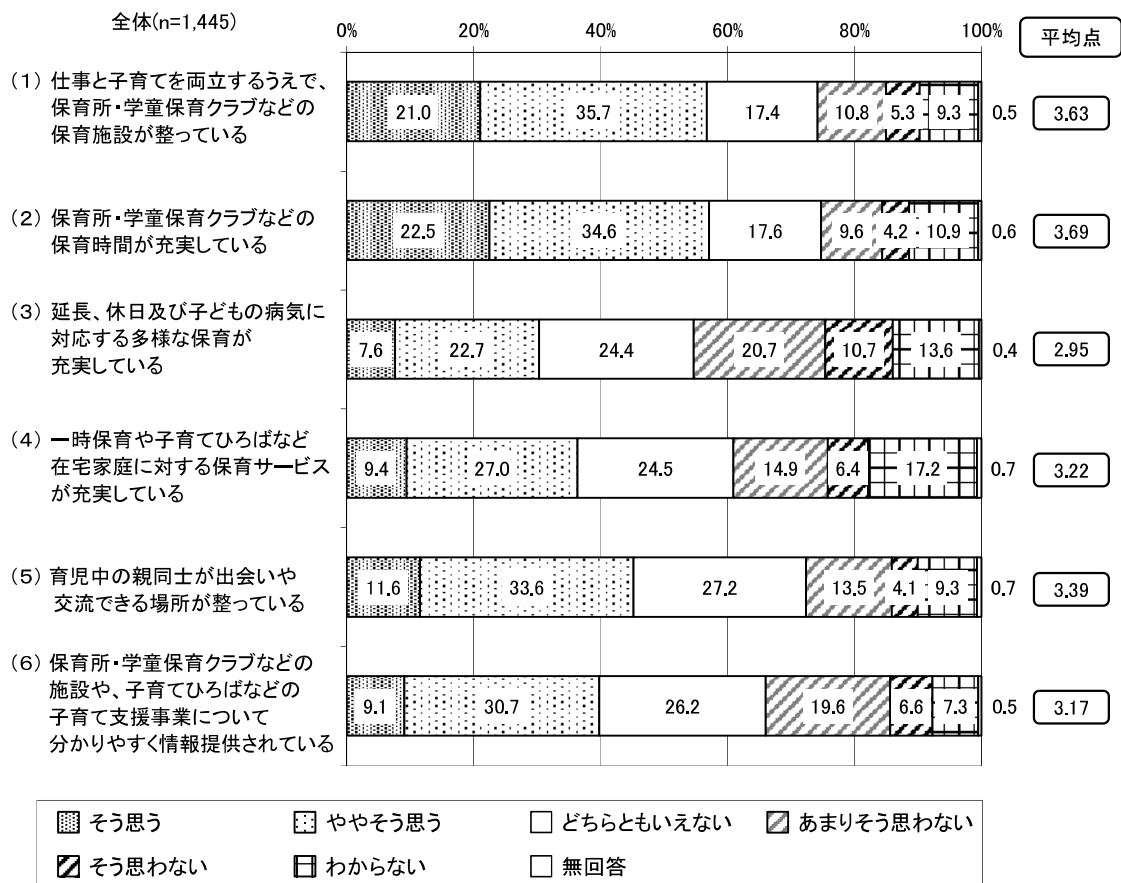 全体(n=1,445)
0% 20% 40% 60% 80% 100%
平均点
(1) 仕事と子育てを両立するうえで、
保育所・学童保育クラブなどの
保育施設が整っている
21.0 35.7 17.4 10.8 5.3 9.3 0.5 3.63
(2) 保育所・学童保育クラブなどの
保育時間が充実している
22.5 34.6 17.6 9.6 4.2 10.9 0.6 3.69
(3) 延長、休日及び子どもの病気に
対応する多様な保育が
充実している
7.6 22.7 24.4 20.7 10.7 13.6 0.4 2.95
(4) 一時保育や子育てひろばなど
在宅家庭に対する保育サービス
が充実している
9.4 27.0 24.5 14.9 6.4 17.2 0.7 3.22
(5) 育児中の親同士が出会いや
交流できる場所が整っている
11.6 33.6 27.2 13.5 4.1 9.3 0.7 3.39
(6) 保育所・学童保育クラブなどの
施設や、子育てひろばなどの
子育て支援事業について
分かりやすく情報提供されている
9.1 30.7 26.2 19.6 6.6 7.3 0.5 3.17
そう思う ややそう思う どちらともいえない あまりそう思わない
そう思わない わからない 無回答